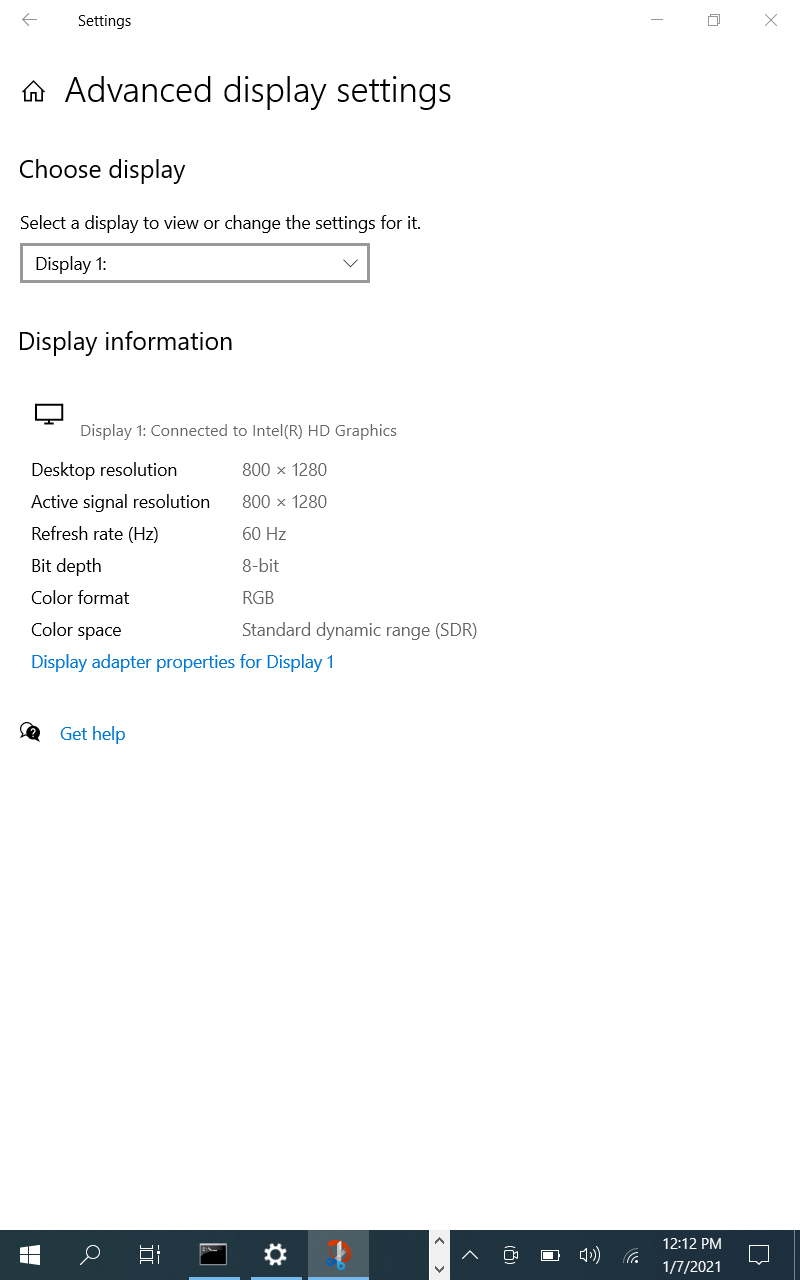 Settings
Advanced display settings
Choose display
Select a display to view or change the settings for it.
Display 1:
Display information
Display 1: Connected to Intel(R) HD Graphics
Desktop resolution 800 × 1280
Active signal resolution 800 × 1280
Refresh rate (Hz) 60 Hz
Bit depth 8-bit
Color format RGB
Color space Standard dynamic range (SDR)
Display adapter properties for Display 1
Get help
12:12 PM
1/7/2021